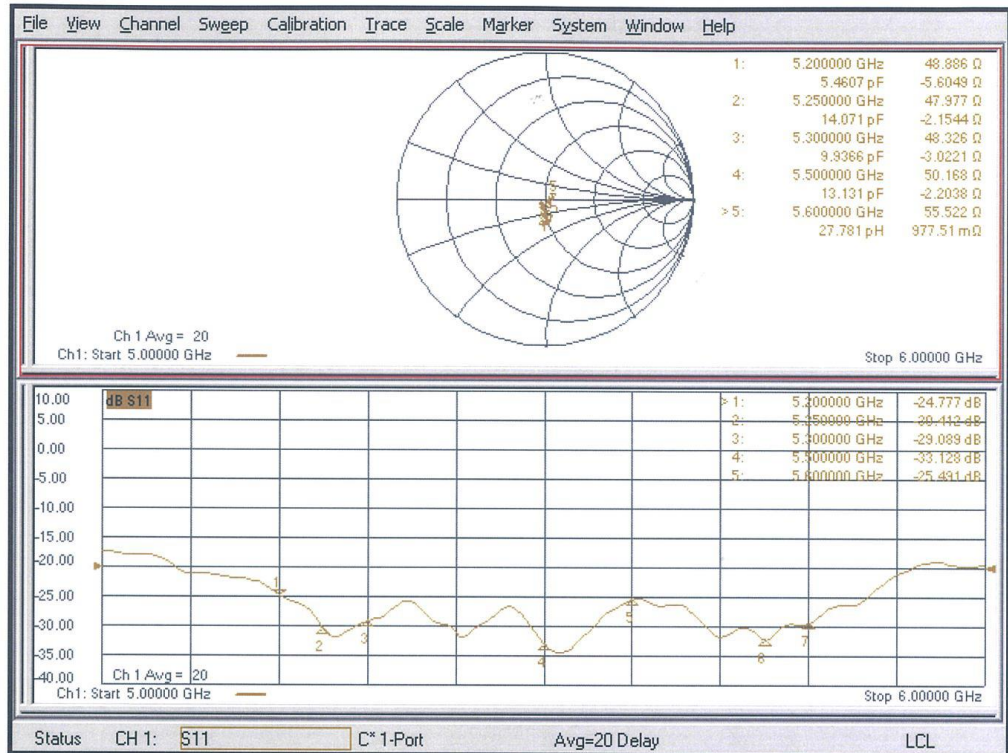 File View Channel Sweep Calibration Trace Scale Marker System Window Help
1: 5.200000 GHz 48.886 Ω
5.4607 pF -5.6049 Ω
2: 5.250000 GHz 47.977 Ω
14.071 pF -2.1544 Ω
3: 5.300000 GHz 48.326 Ω
9.9366 pF -3.0221 Ω
4: 5.500000 GHz 50.168 Ω
13.131 pF -2.2038 Ω
>5: 5.600000 GHz 55.522 Ω
27.781 pH 977.51 mΩ
Ch 1 Avg = 20
Ch1: Start 5.00000 GHz
Stop 6.00000 GHz
10.00
5.00
0.00
-5.00
-10.00
-15.00
-20.00
-25.00
-30.00
-35.00
-40.00
dB S11
>1: 5.200000 GHz -24.777 dB
2: 5.250000 GHz -30.412 dB
3: 5.300000 GHz -29.089 dB
4: 5.500000 GHz -33.128 dB
5: 5.600000 GHz -25.491 dB
1
2
3
4
5
6
7
Ch 1 Avg = 20
Ch1: Start 5.00000 GHz
Stop 6.00000 GHz
Status CH 1: S11 C* 1-Port Avg=20 Delay LCL